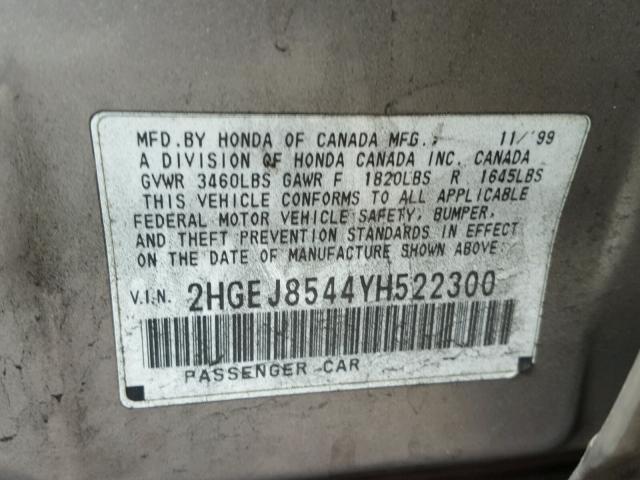 MFD. BY HONDA OF CANADA MFG., 11/'99
A DIVISION OF HONDA CANADA INC. CANADA
GVWR 3460LBS GAWR F 1820LBS R 1645LBS
THIS VEHICLE CONFORMS TO ALL APPLICABLE
FEDERAL MOTOR VEHICLE SAFETY, BUMPER,
AND THEFT PREVENTION STANDARDS IN EFFECT
ON THE DATE OF MANUFACTURE SHOWN ABOVE.
V.I.N. 2HGEJ8544YH522300
PASSENGER CAR